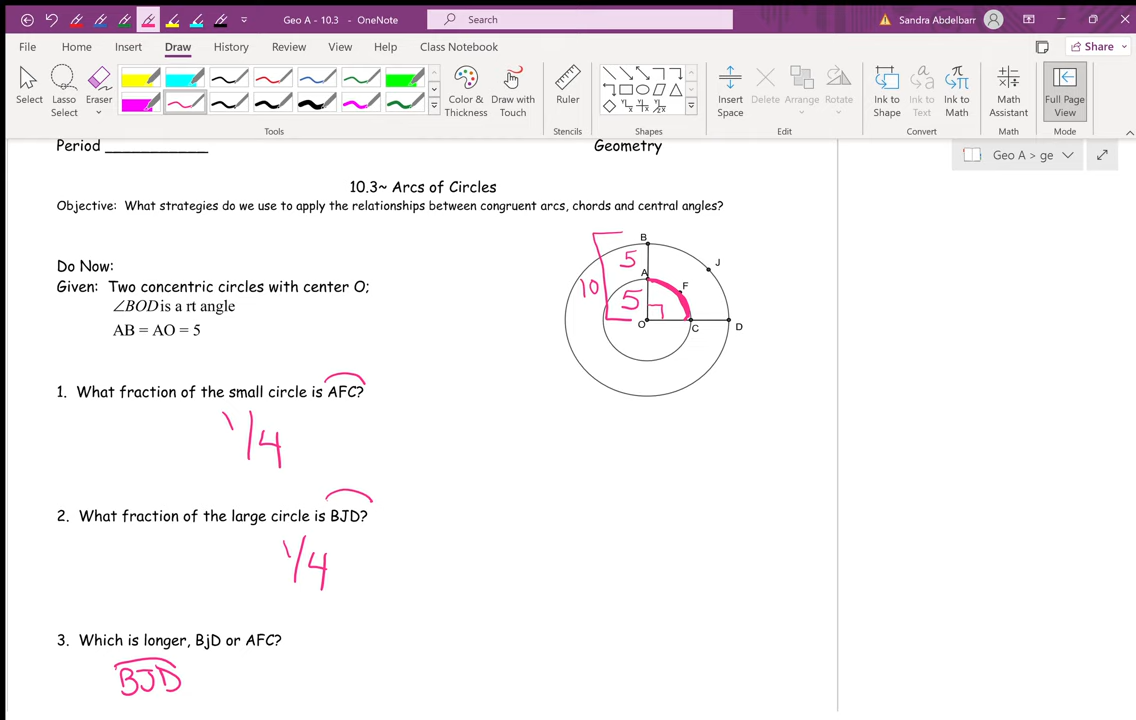 Geo A - 10.3 - OneNote
Search
Sandra Abdelbarr
File Home Insert Draw History Review View Help Class Notebook
Share
Select
Lasso Select
Eraser
Color & Thickness
Draw with Touch
Ruler
Insert Space
Delete
Arrange
Rotate
Ink to Shape
Ink to Text
Ink to Math
Math Assistant
Full Page View
Tools Stencils Shapes Edit Convert Math Mode
Geo A > ge
Period ___________ Geometry
10.3~ Arcs of Circles
Objective: What strategies do we use to apply the relationships between congruent arcs, chords and central angles?
Do Now:
Given: Two concentric circles with center O;
∠BOD is a rt angle
AB = AO = 5
B
J
5
A
F
10
5
O
C
D
1. What fraction of the small circle is AFC?
1/4
2. What fraction of the large circle is BJD?
1/4
3. Which is longer, BjD or AFC?
BJD